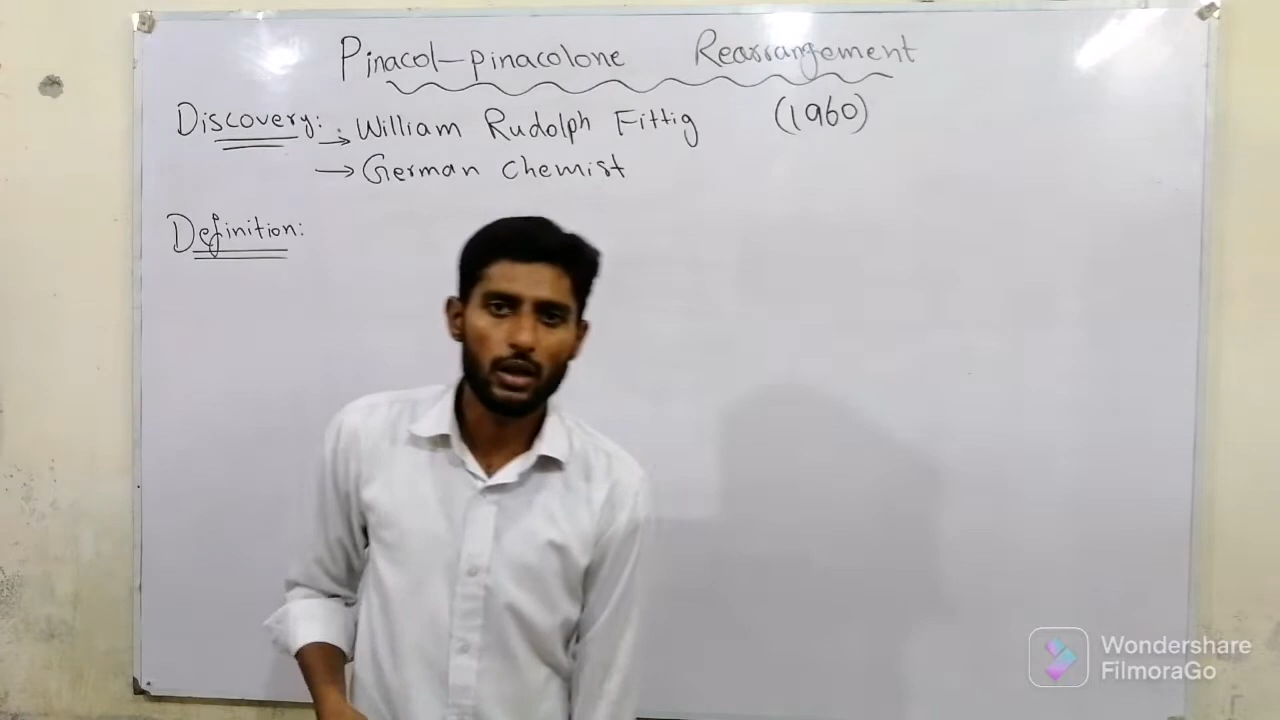 Pinacol-pinacolone Rearrangement
Discovery: → William Rudolph Fittig (1960)
→ German Chemist
Definition:
Wondershare
FilmoraGo